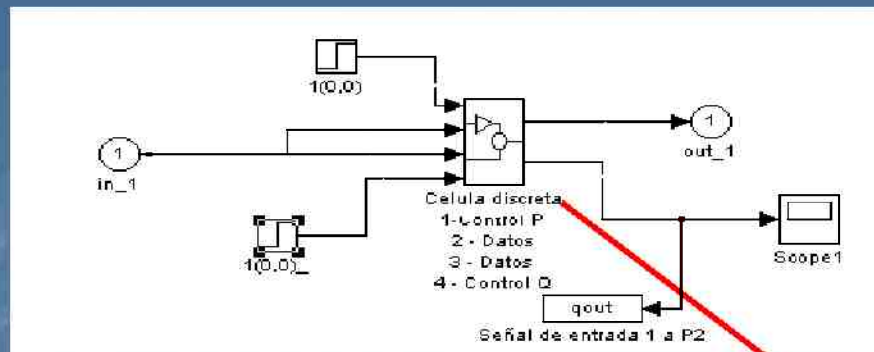 1(0,0)
1
in_1
1
out_1
1(0,0)_
Celula discreta
1-Control P
2 - Datos
3 - Datos
4 - Control Q
Scope1
qout
Señal de entrada 1 a P2